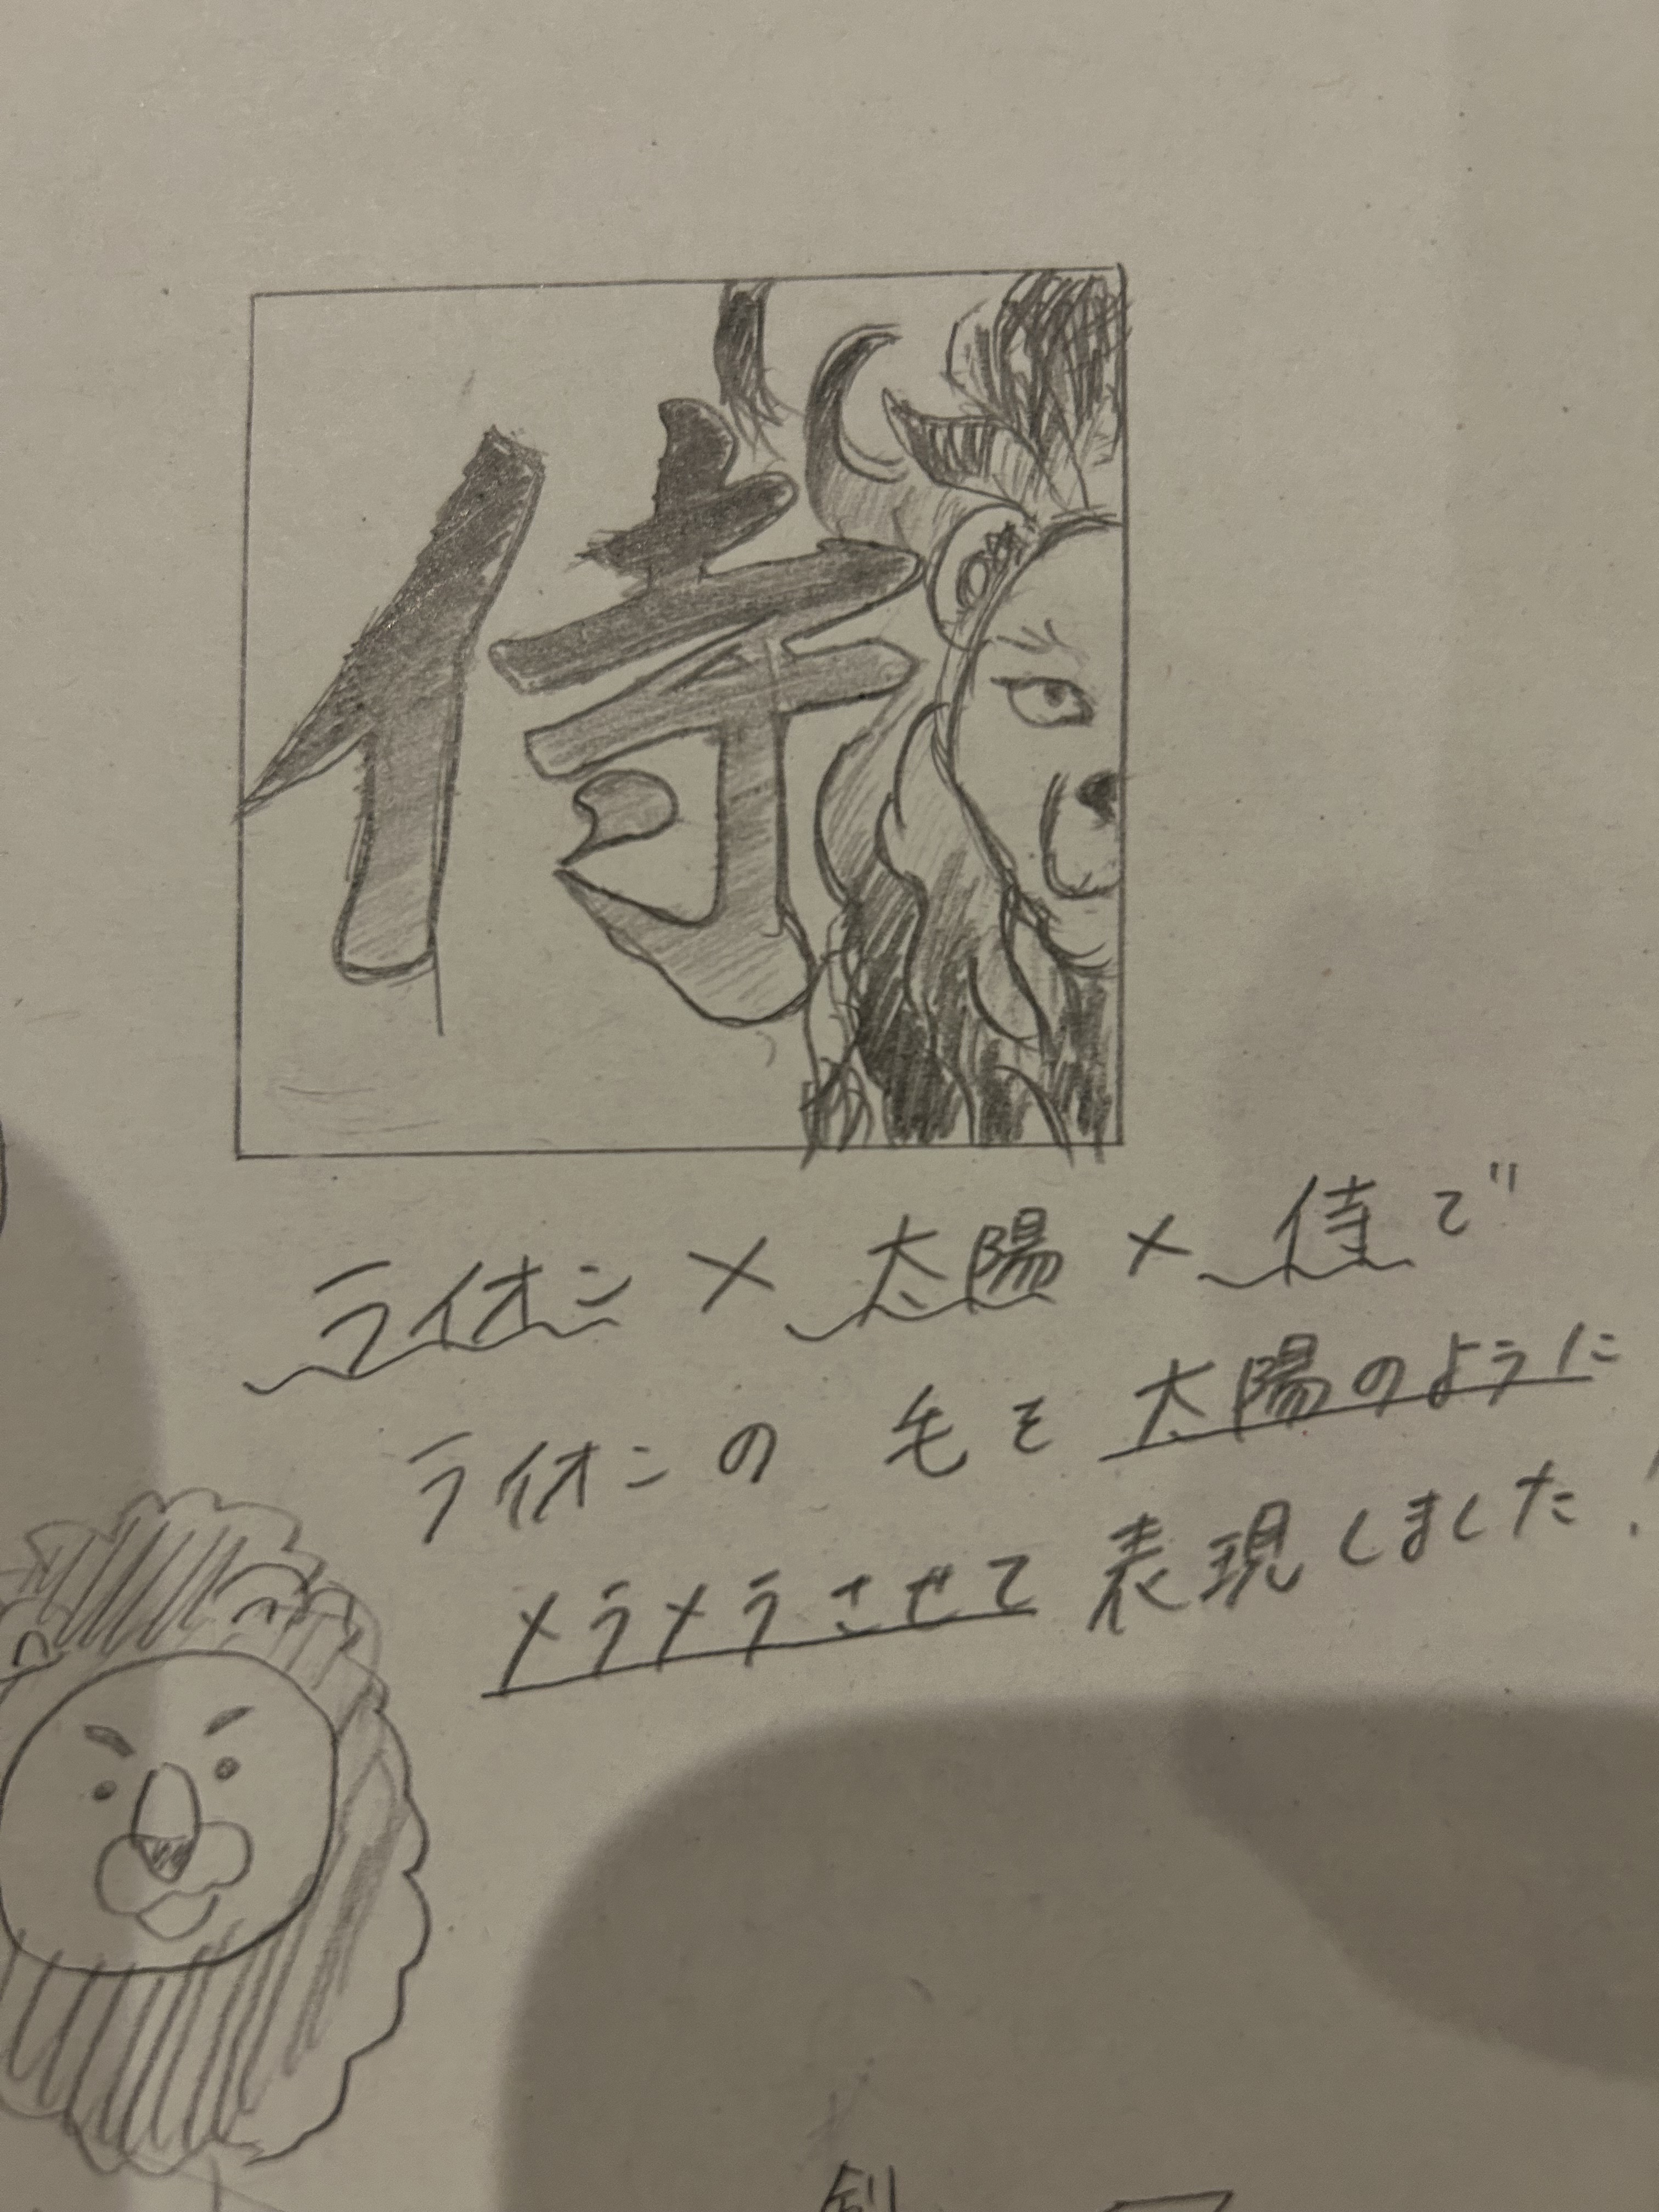 侍
ライオン × 太陽 × 侍で
ライオンの 毛を 太陽のように
メラメラさせて 表現しました!